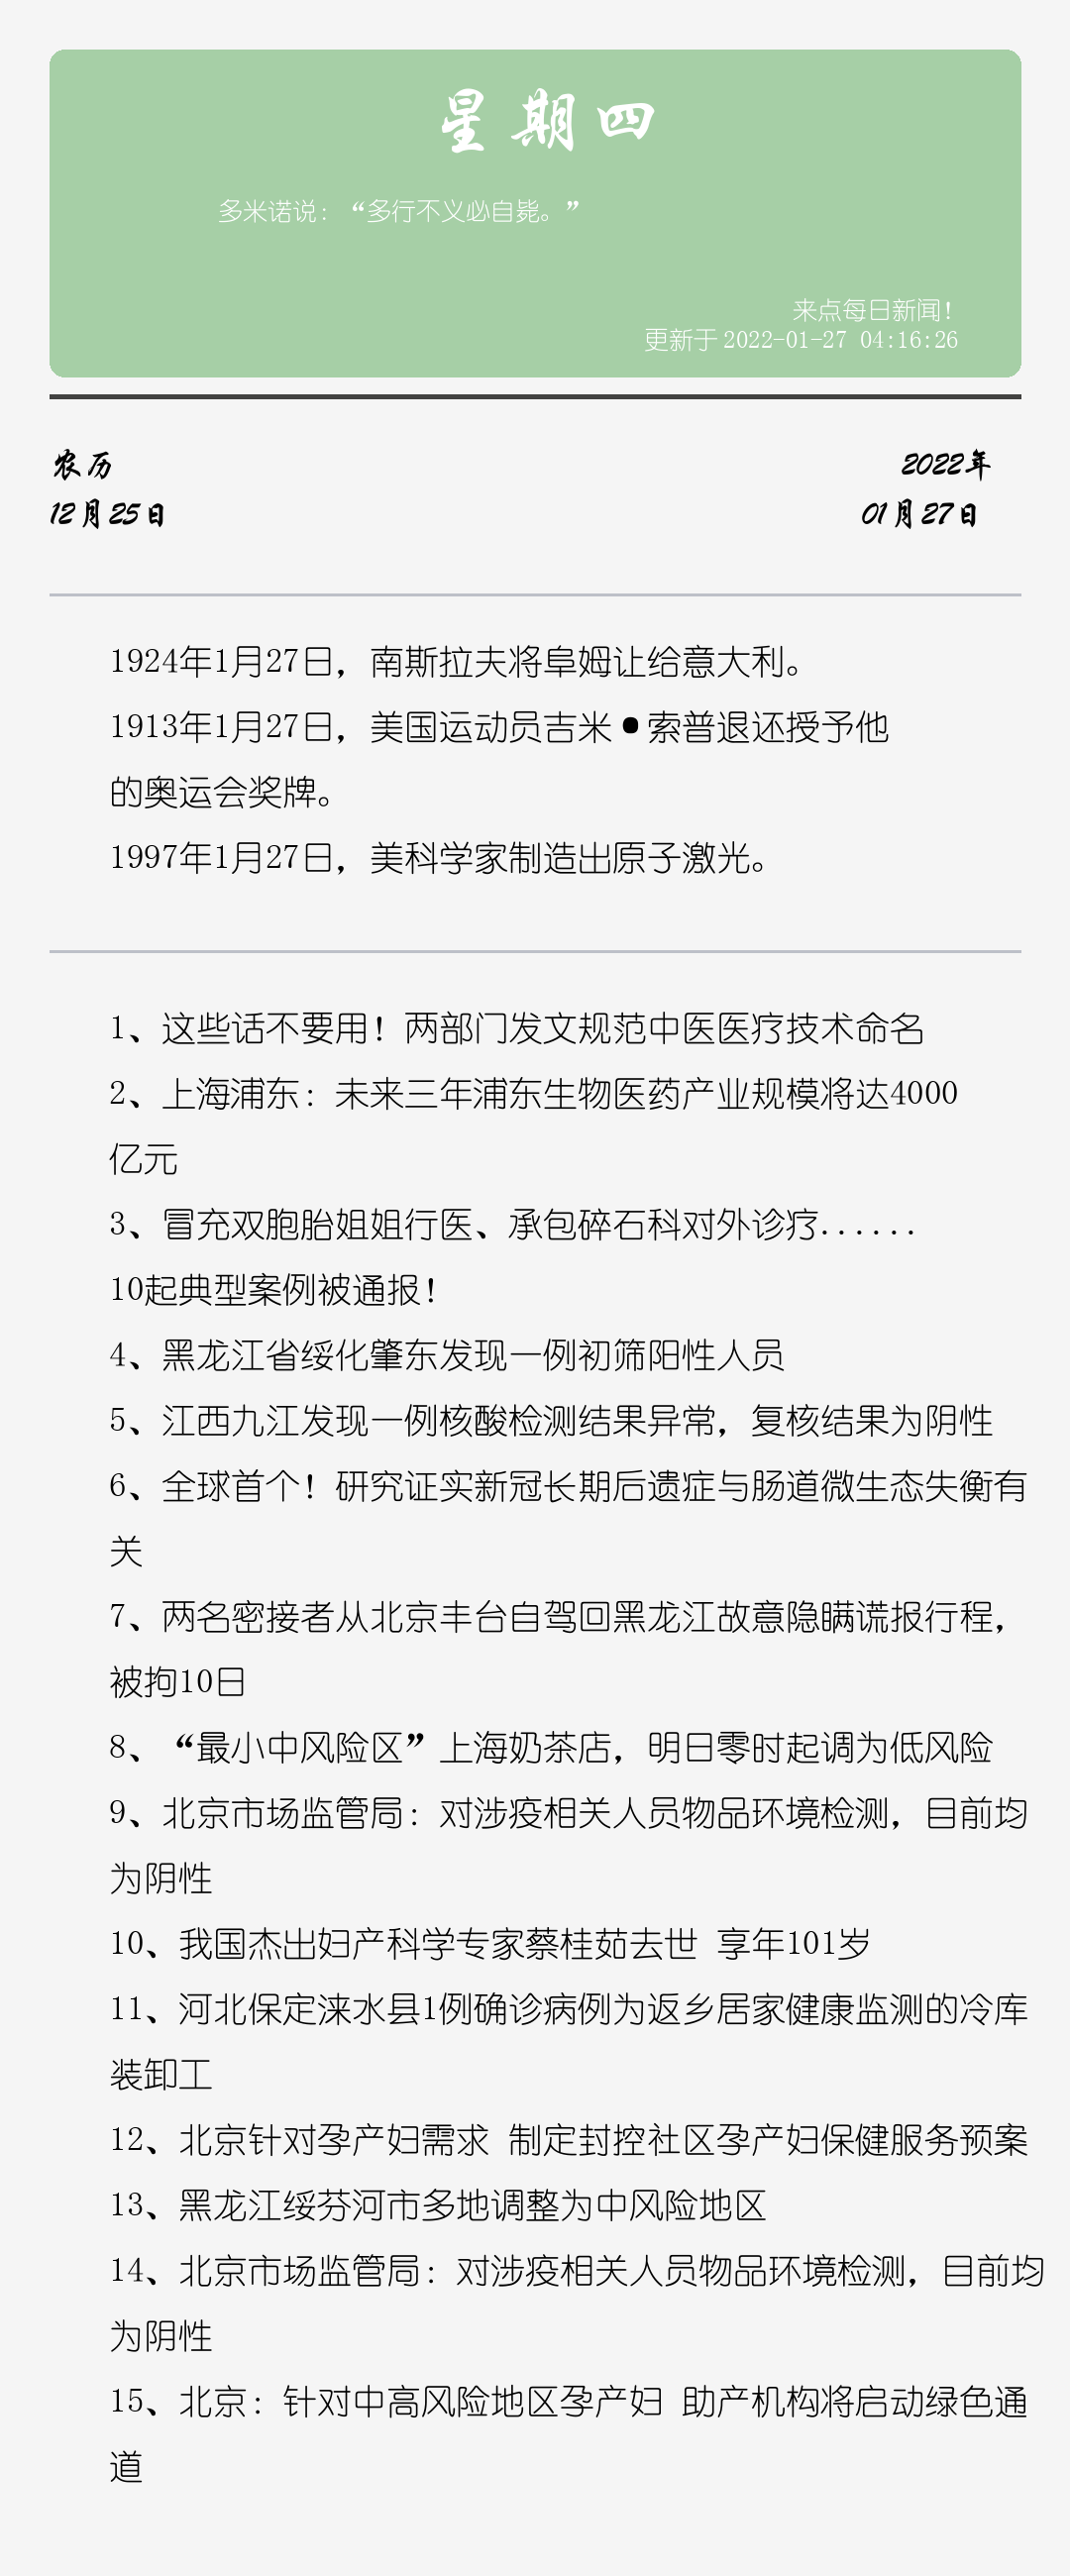 星期四
多米诺说：“多行不义必自毙。”
来点每日新闻！
更新于 2022-01-27 04:16:26
农历
2022年
12月25日
01月27日
1924年1月27日，南斯拉夫将阜姆让给意大利。
1913年1月27日，美国运动员吉米•索普退还授予他
的奥运会奖牌。
1997年1月27日，美科学家制造出原子激光。
1、这些话不要用！两部门发文规范中医医疗技术命名
2、上海浦东：未来三年浦东生物医药产业规模将达4000
亿元
3、冒充双胞胎姐姐行医、承包碎石科对外诊疗......
10起典型案例被通报！
4、黑龙江省绥化肇东发现一例初筛阳性人员
5、江西九江发现一例核酸检测结果异常，复核结果为阴性
6、全球首个！研究证实新冠长期后遗症与肠道微生态失衡有
关
7、两名密接者从北京丰台自驾回黑龙江故意隐瞒谎报行程，
被拘10日
8、“最小中风险区”上海奶茶店，明日零时起调为低风险
9、北京市场监管局：对涉疫相关人员物品环境检测，目前均
为阴性
10、我国杰出妇产科学专家蔡桂茹去世 享年101岁
11、河北保定涞水县1例确诊病例为返乡居家健康监测的冷库
装卸工
12、北京针对孕产妇需求 制定封控社区孕产妇保健服务预案
13、黑龙江绥芬河市多地调整为中风险地区
14、北京市场监管局：对涉疫相关人员物品环境检测，目前均
为阴性
15、北京：针对中高风险地区孕产妇 助产机构将启动绿色通
道